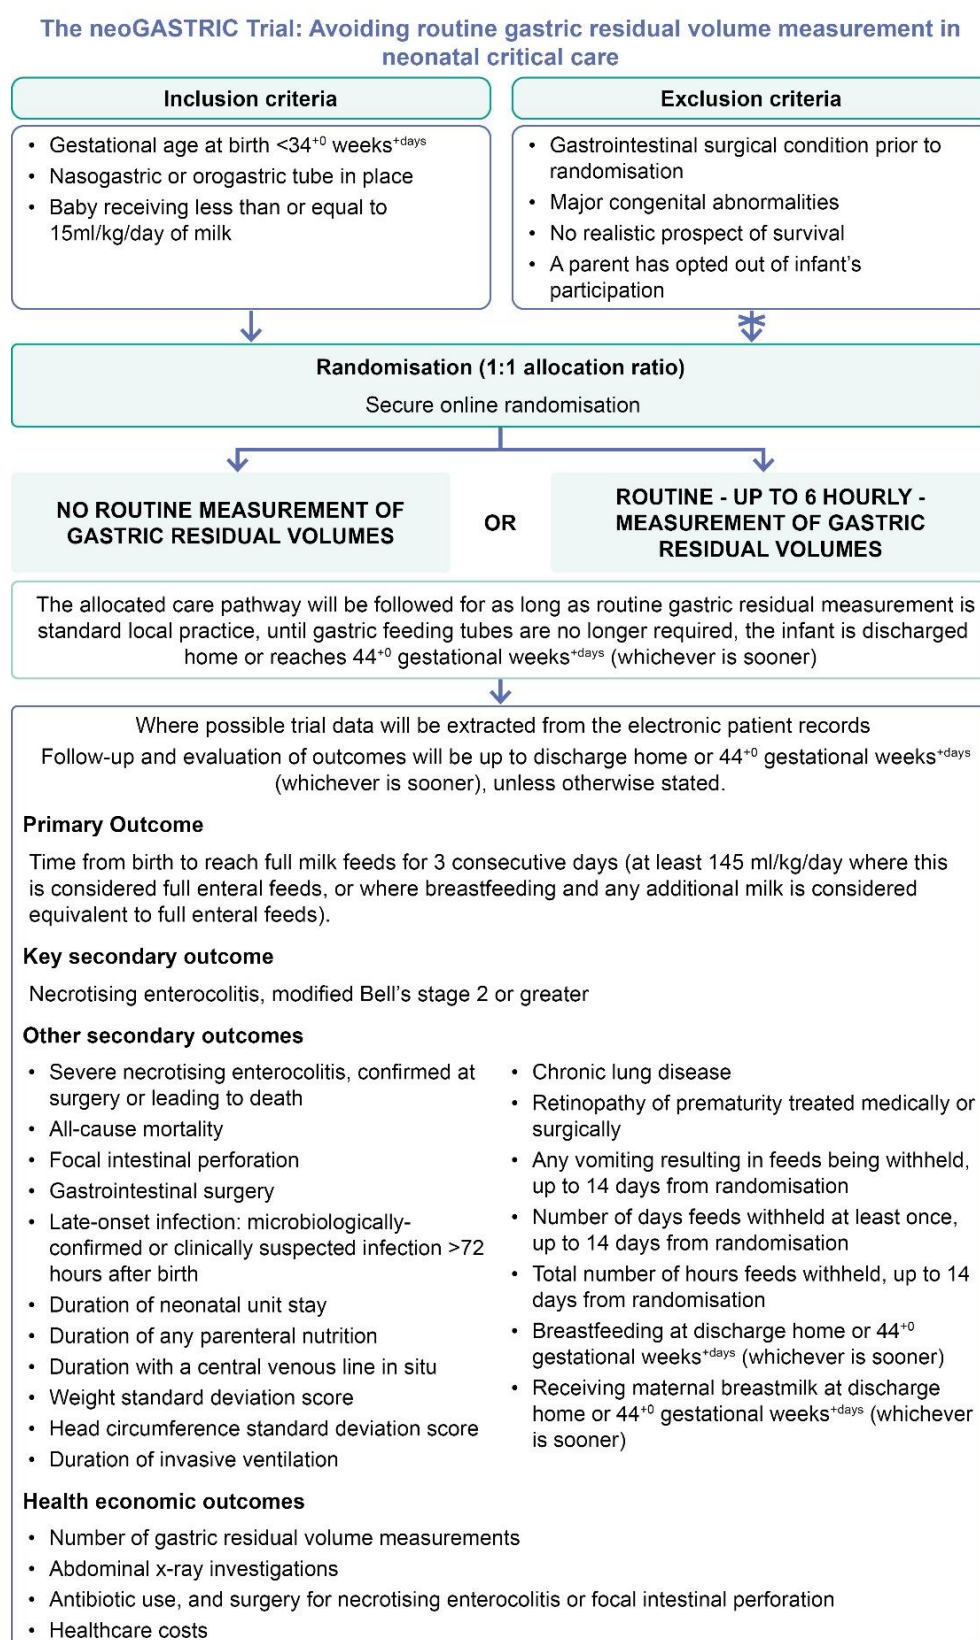 The neoGASTRIC Trial: Avoiding routine gastric residual volume measurement in
neonatal critical care
Inclusion criteria
• Gestational age at birth <34⁺⁰ weeks⁺ᵈᵃʸˢ
• Nasogastric or orogastric tube in place
• Baby receiving less than or equal to
15ml/kg/day of milk
Exclusion criteria
• Gastrointestinal surgical condition prior to
randomisation
• Major congenital abnormalities
• No realistic prospect of survival
• A parent has opted out of infant's
participation
Randomisation (1:1 allocation ratio)
Secure online randomisation
NO ROUTINE MEASUREMENT OF
GASTRIC RESIDUAL VOLUMES
OR
ROUTINE - UP TO 6 HOURLY -
MEASUREMENT OF GASTRIC
RESIDUAL VOLUMES
The allocated care pathway will be followed for as long as routine gastric residual measurement is
standard local practice, until gastric feeding tubes are no longer required, the infant is discharged
home or reaches 44⁺⁰ gestational weeks⁺ᵈᵃʸˢ (whichever is sooner)
Where possible trial data will be extracted from the electronic patient records
Follow-up and evaluation of outcomes will be up to discharge home or 44⁺⁰ gestational weeks⁺ᵈᵃʸˢ
(whichever is sooner), unless otherwise stated.
Primary Outcome
Time from birth to reach full milk feeds for 3 consecutive days (at least 145 ml/kg/day where this
is considered full enteral feeds, or where breastfeeding and any additional milk is considered
equivalent to full enteral feeds).
Key secondary outcome
Necrotising enterocolitis, modified Bell's stage 2 or greater
Other secondary outcomes
• Severe necrotising enterocolitis, confirmed at
surgery or leading to death
• All-cause mortality
• Focal intestinal perforation
• Gastrointestinal surgery
• Late-onset infection: microbiologically-
confirmed or clinically suspected infection >72
hours after birth
• Duration of neonatal unit stay
• Duration of any parenteral nutrition
• Duration with a central venous line in situ
• Weight standard deviation score
• Head circumference standard deviation score
• Duration of invasive ventilation
• Chronic lung disease
• Retinopathy of prematurity treated medically or
surgically
• Any vomiting resulting in feeds being withheld,
up to 14 days from randomisation
• Number of days feeds withheld at least once,
up to 14 days from randomisation
• Total number of hours feeds withheld, up to 14
days from randomisation
• Breastfeeding at discharge home or 44⁺⁰
gestational weeks⁺ᵈᵃʸˢ (whichever is sooner)
• Receiving maternal breastmilk at discharge
home or 44⁺⁰ gestational weeks⁺ᵈᵃʸˢ (whichever
is sooner)
Health economic outcomes
• Number of gastric residual volume measurements
• Abdominal x-ray investigations
• Antibiotic use, and surgery for necrotising enterocolitis or focal intestinal perforation
• Healthcare costs